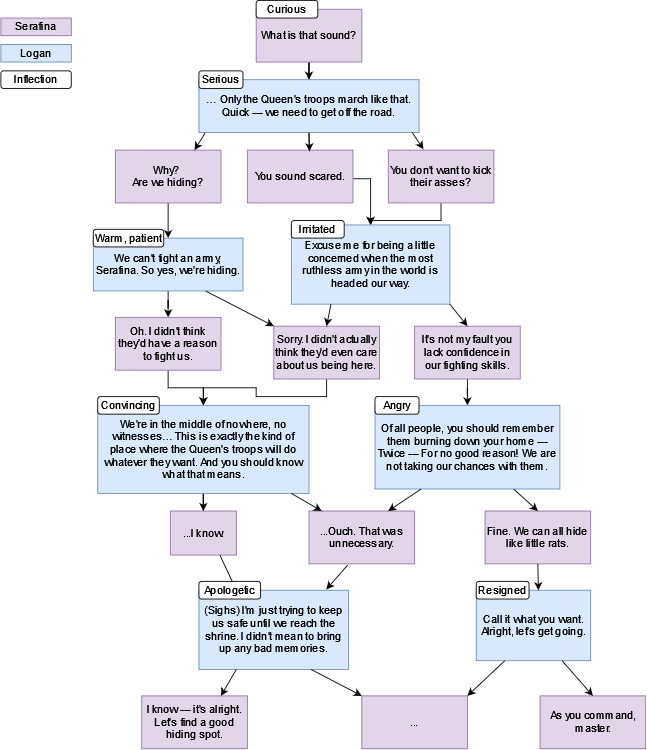 Curious
Serafina
What is that sound?
Logan
Inflection
Serious
... Only the Queen's troops march like that.
Quick --- we need to get off the road.
Why?
Are we hiding?
You sound scared.
You don't want to kick
their asses?
Warm, patient
We can't fight an army,
Serafina. So yes, we're hiding.
Irritated
Excuse me for being a little
concerned when the most
ruthless army in the world is
headed our way.
Oh. I didn't think
they'd have a reason
to fight us.
Sorry. I didn't actually
think they'd even care
about us being here.
It's not my fault you
lack confidence in
our fighting skills.
Convincing
We're in the middle of nowhere, no
witnesses... This is exactly the kind of
place where the Queen's troops will do
whatever they want. And you should know
what that means.
Angry
Of all people, you should remember
them burning down your home ---
Twice --- For no good reason! We are
not taking our chances with them.
...I know
...Ouch. That was
unnecessary.
Fine. We can all hide
like little rats.
Apologetic
(Sighs) I'm just trying to keep
us safe until we reach the
shrine. I didn't mean to bring
up any bad memories.
Resigned
Call it what you want.
Alright, let's get going.
I know --- it's alright.
Let's find a good
hiding spot.
...
As you command,
master.